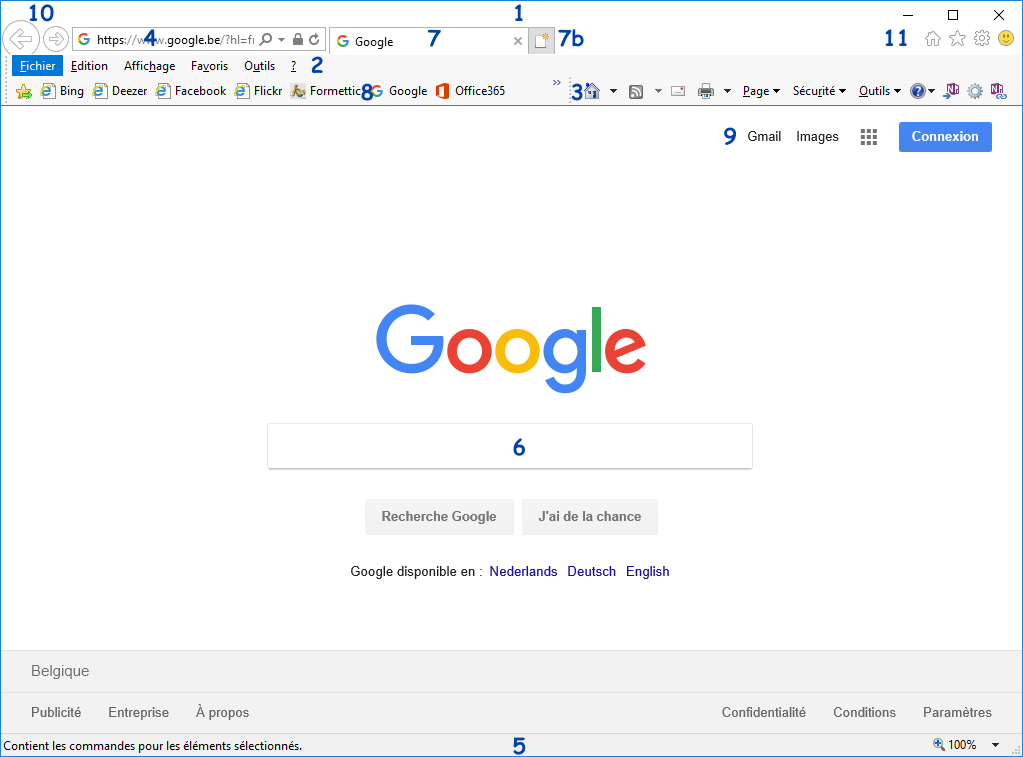 10 1
https://www.google.be/?hl=fr 4 Google 7 7b 11
Fichier Edition Affichage Favoris Outils ? 2
Bing Deezer Facebook Flickr Formettic 8 Google Office365 » 3 Page Sécurité Outils
9 Gmail Images Connexion
Google
6
Recherche Google J'ai de la chance
Google disponible en : Nederlands Deutsch English
Belgique
Publicité Entreprise À propos Confidentialité Conditions Paramètres
Contient les commandes pour les éléments sélectionnés. 5 100%